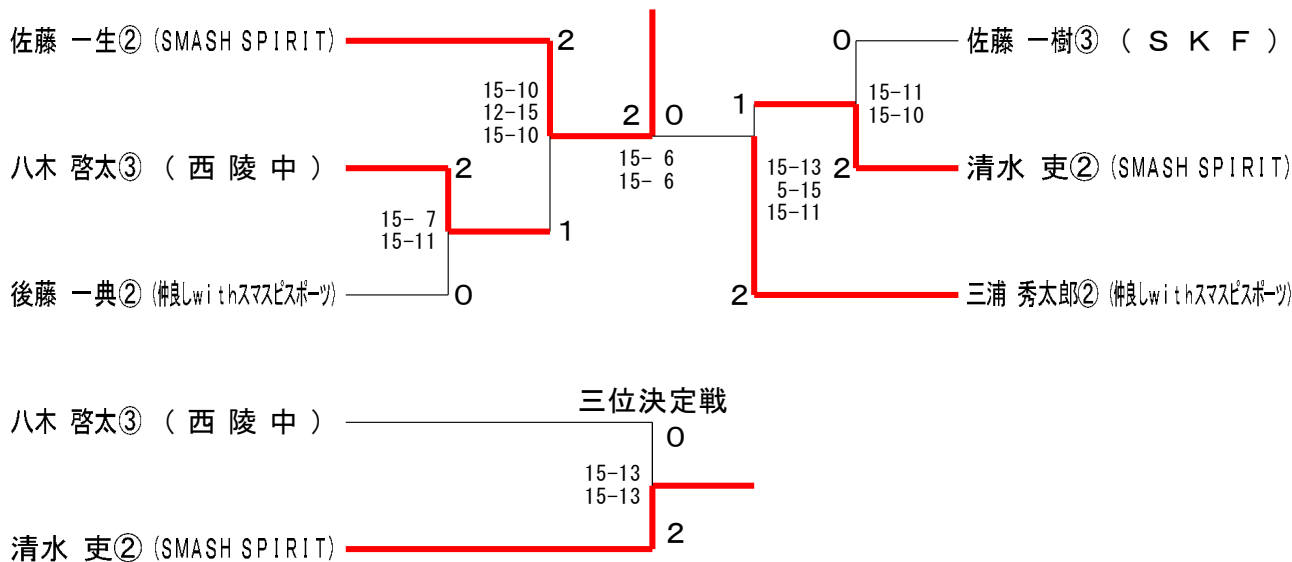 佐藤 一生② (SMASH SPIRIT)
2
15-10
12-15
15-10
八木 啓太③ (西陵中)
2
15- 7
15-11
1
後藤 一典② (仲良しwithスマスピスポーツ)
0
2 0
15- 6
15- 6
0
佐藤 一樹③ (SKF)
15-11
15-10
1
2
清水 吏② (SMASH SPIRIT)
15-13
5-15
15-11
2
三浦 秀太郎② (仲良しwithスマスピスポーツ)
三位決定戦
八木 啓太③ (西陵中)
0
15-13
15-13
清水 吏② (SMASH SPIRIT)
2